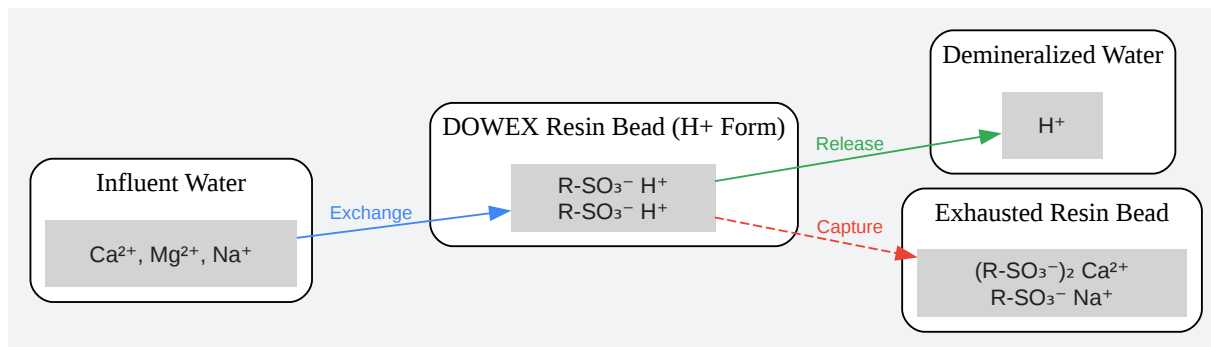 Influent Water
Ca²⁺, Mg²⁺, Na⁺
Exchange
DOWEX Resin Bead (H+ Form)
R-SO₃⁻ H⁺
R-SO₃⁻ H⁺
Release
Capture
Demineralized Water
H⁺
Exhausted Resin Bead
(R-SO₃⁻)₂ Ca²⁺
R-SO₃⁻ Na⁺